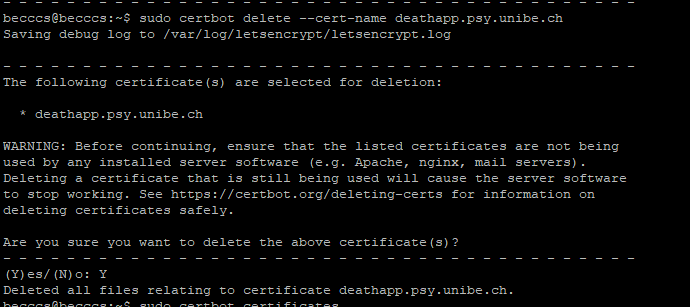 - - - - - - - - - - - - - - - - - - - - - - - - - - - - - - - - - - - - - - - -
becccs@becccs:~$ sudo certbot delete --cert-name deathapp.psy.unibe.ch
Saving debug log to /var/log/letsencrypt/letsencrypt.log

- - - - - - - - - - - - - - - - - - - - - - - - - - - - - - - - - - - - - - - -
The following certificate(s) are selected for deletion:

  * deathapp.psy.unibe.ch

WARNING: Before continuing, ensure that the listed certificates are not being
used by any installed server software (e.g. Apache, nginx, mail servers).
Deleting a certificate that is still being used will cause the server software
to stop working. See https://certbot.org/deleting-certs for information on
deleting certificates safely.

Are you sure you want to delete the above certificate(s)?
- - - - - - - - - - - - - - - - - - - - - - - - - - - - - - - - - - - - - - - -
(Y)es/(N)o: Y
Deleted all files relating to certificate deathapp.psy.unibe.ch.
becccs@becccs:~$ sudo certbot certificates